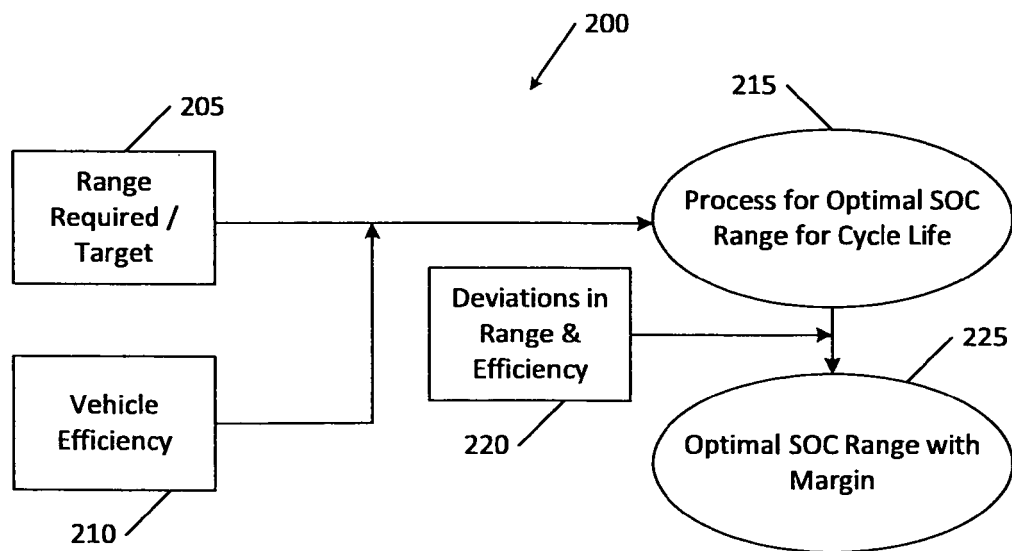 200
205
215
Range
Required /
Target
Process for Optimal SOC
Range for Cycle Life
Deviations in
Range &
Efficiency
225
Vehicle
Efficiency
220
Optimal SOC Range with
Margin
210